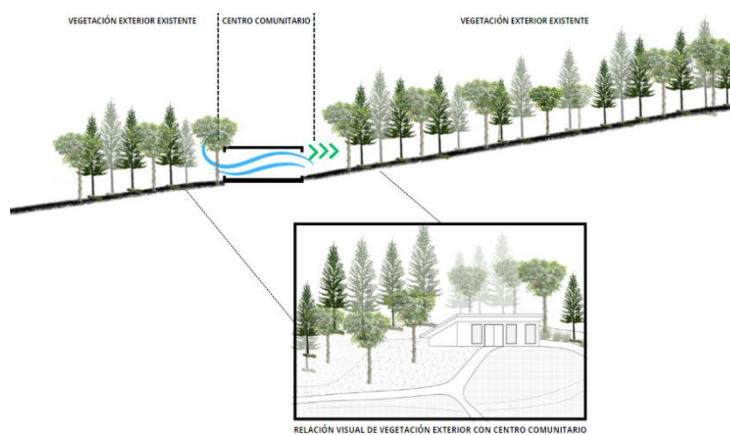 VEGETACIÓN EXTERIOR EXISTENTE
CENTRO COMUNITARIO
VEGETACIÓN EXTERIOR EXISTENTE
RELACIÓN VISUAL DE VEGETACIÓN EXTERIOR CON CENTRO COMUNITARIO